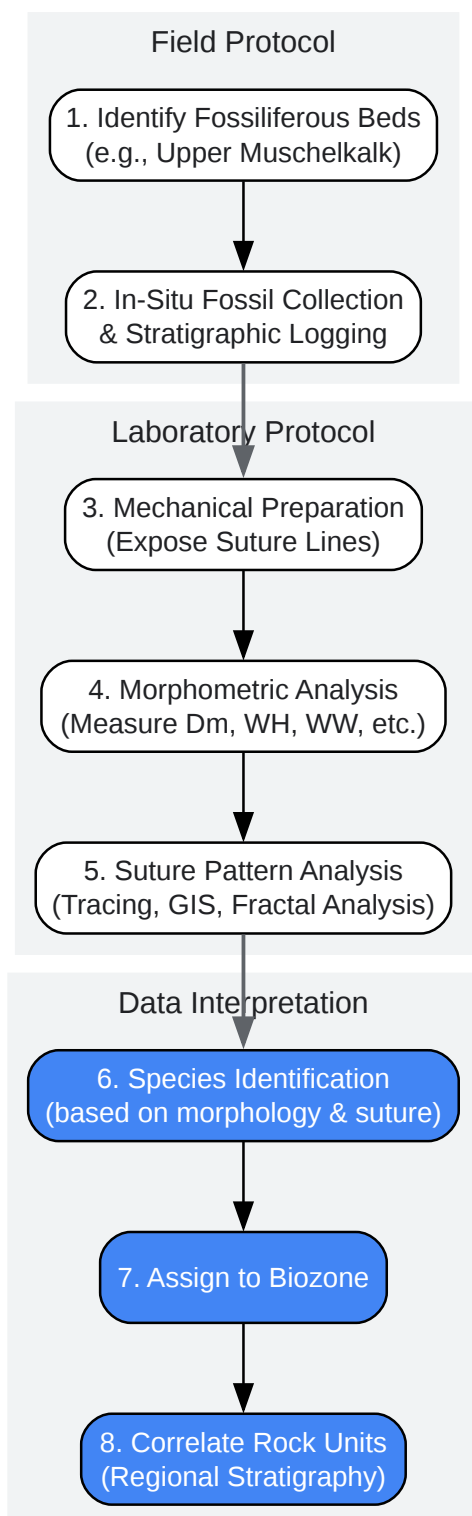 Field Protocol
1. Identify Fossiliferous Beds
(e.g., Upper Muschelkalk)
2. In-Situ Fossil Collection
& Stratigraphic Logging
Laboratory Protocol
3. Mechanical Preparation
(Expose Suture Lines)
4. Morphometric Analysis
(Measure Dm, WH, WW, etc.)
5. Suture Pattern Analysis
(Tracing, GIS, Fractal Analysis)
Data Interpretation
6. Species Identification
(based on morphology & suture)
7. Assign to Biozone
8. Correlate Rock Units
(Regional Stratigraphy)